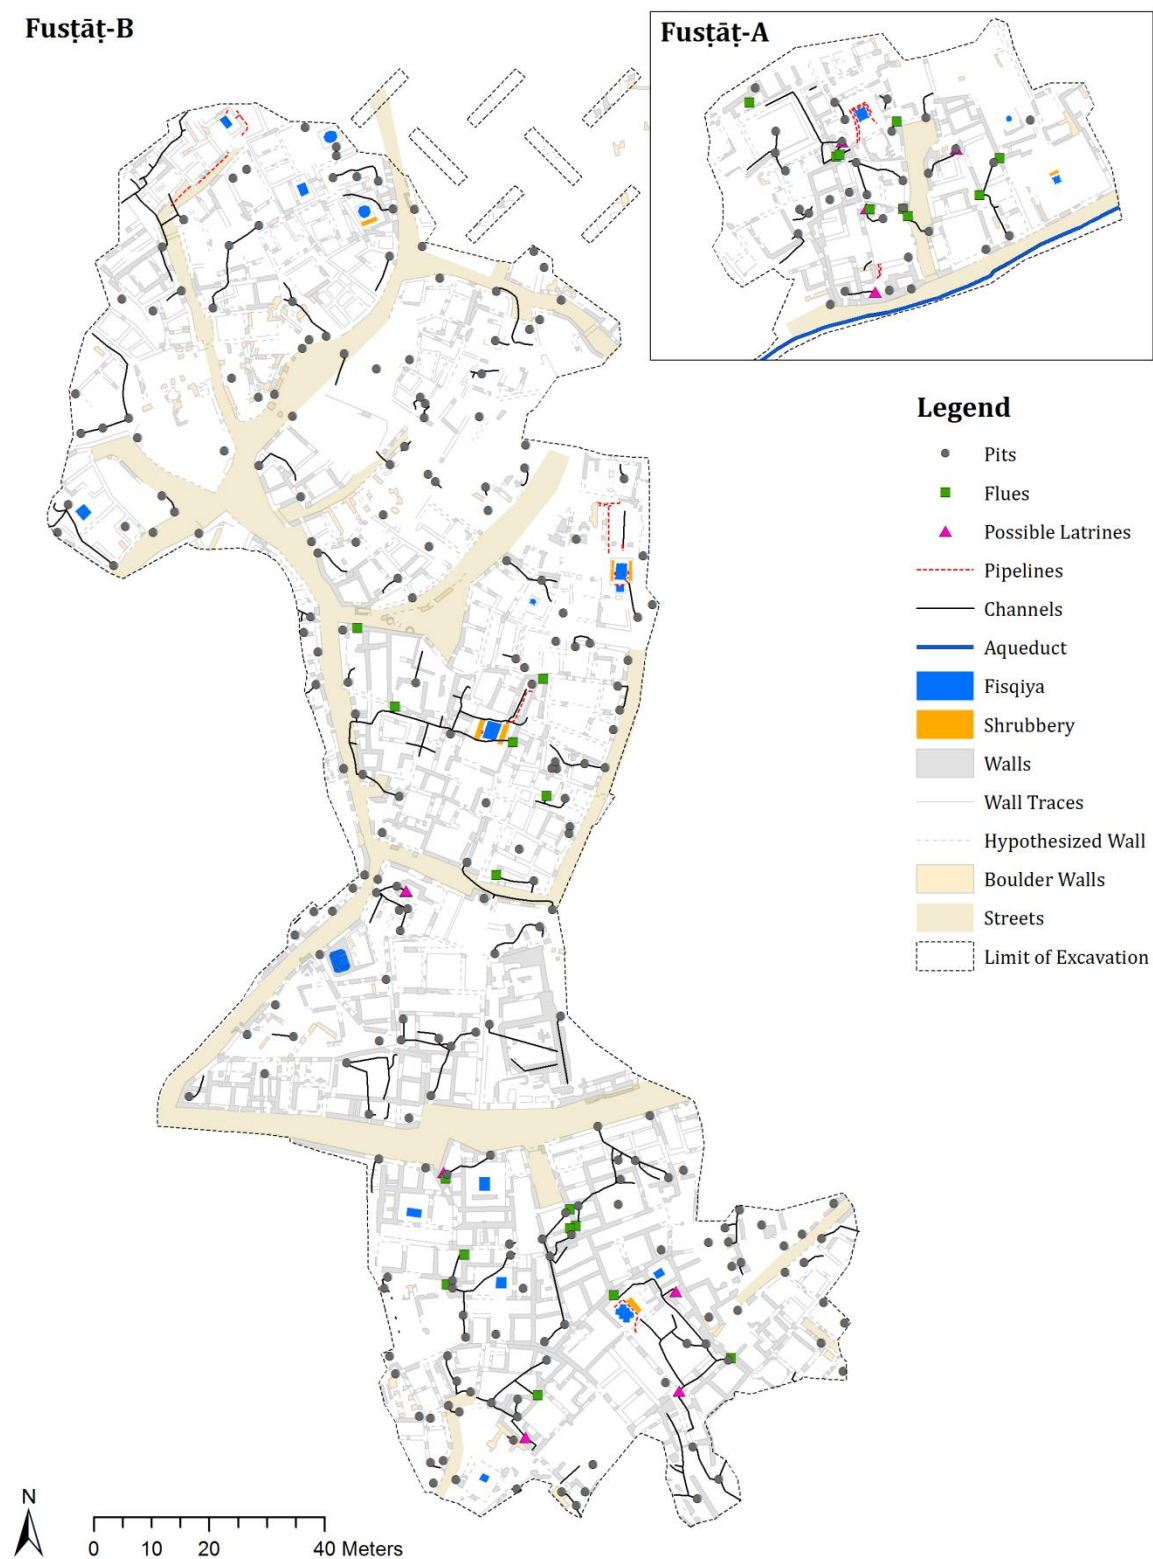 Fusṭāṭ-B
Fusṭāṭ-A
Legend
Pits
Flues
Possible Latrines
Pipelines
Channels
Aqueduct
Fisqiya
Shrubbery
Walls
Wall Traces
Hypothesized Wall
Boulder Walls
Streets
Limit of Excavation
N
0 10 20 40 Meters